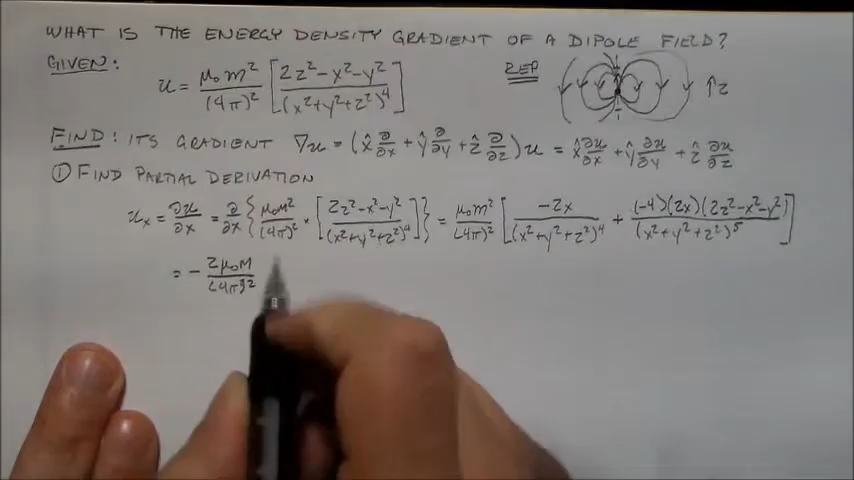 WHAT IS THE ENERGY DENSITY GRADIENT OF A DIPOLE FIELD?
GIVEN: u = μ₀m²/(4π)² [ (2z²-x²-y²)/(x²+y²+z²)⁴ ] REP ↑z
FIND: ITS GRADIENT ∇u = (x̂ ∂/∂x + ŷ ∂/∂y + ẑ ∂/∂z)u = x̂ ∂u/∂x + ŷ ∂u/∂y + ẑ ∂u/∂z
① FIND PARTIAL DERIVATION
u_x = ∂u/∂x = ∂/∂x { μ₀m²/(4π)² × [ (2z²-x²-y²)/(x²+y²+z²)⁴ ] } = μ₀m²/(4π)² [ -2x/(x²+y²+z²)⁴ + (-4)(2x)(2z²-x²-y²)/(x²+y²+z²)⁵ ]
= - 2μ₀M/(4π)²